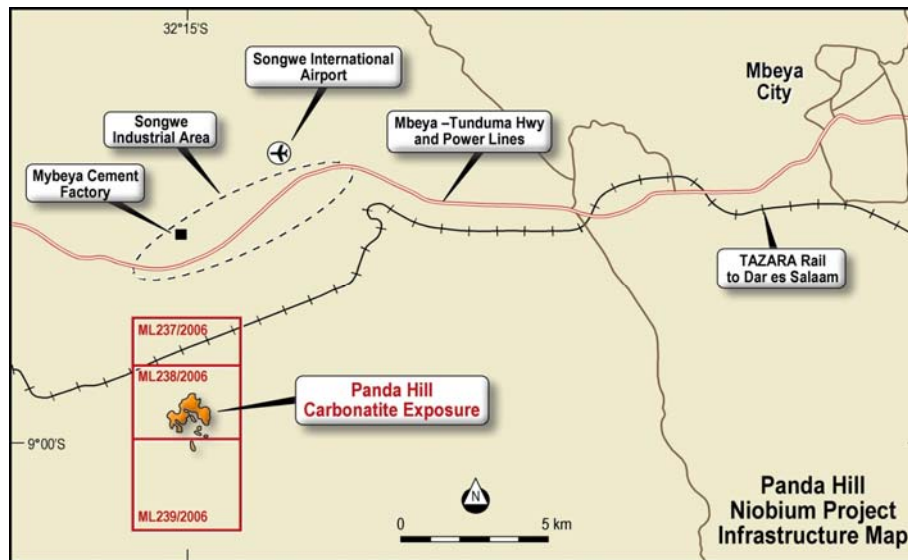 32°15'S
Songwe International
Airport
Mbeya
City
Songwe
Industrial Area
Mbeya –Tunduma Hwy
and Power Lines
Mybeya Cement
Factory
TAZARA Rail
to Dar es Salaam
ML237/2006
ML238/2006
Panda Hill
Carbonatite Exposure
9°00'S
ML239/2006
N
0 5 km
Panda Hill
Niobium Project
Infrastructure Map